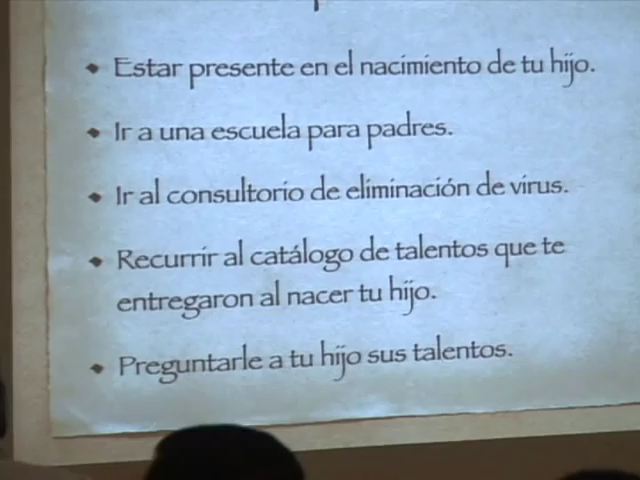 • Estar presente en el nacimiento de tu hijo.
• Ir a una escuela para padres.
• Ir al consultorio de eliminación de virus.
• Recurrir al catálogo de talentos que te
entregaron al nacer tu hijo.
• Preguntarle a tu hijo sus talentos.